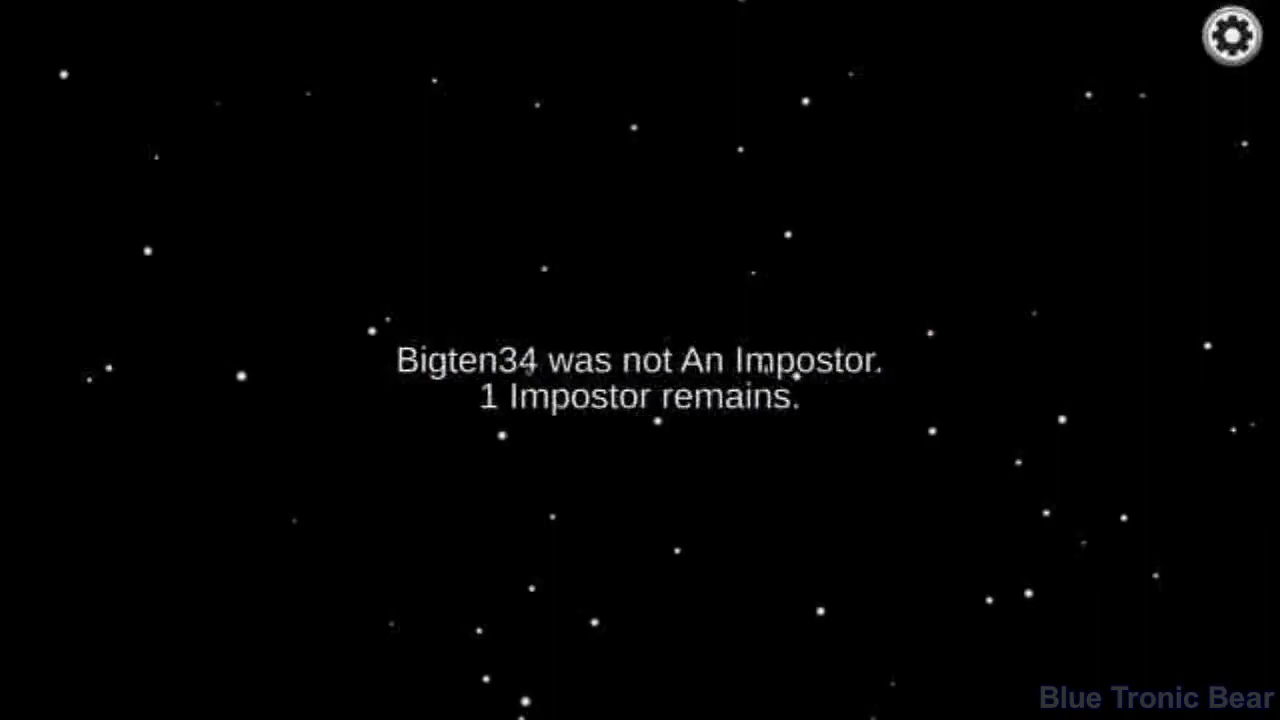 Bigten34 was not An Impostor.
1 Impostor remains.
Blue Tronic Bear